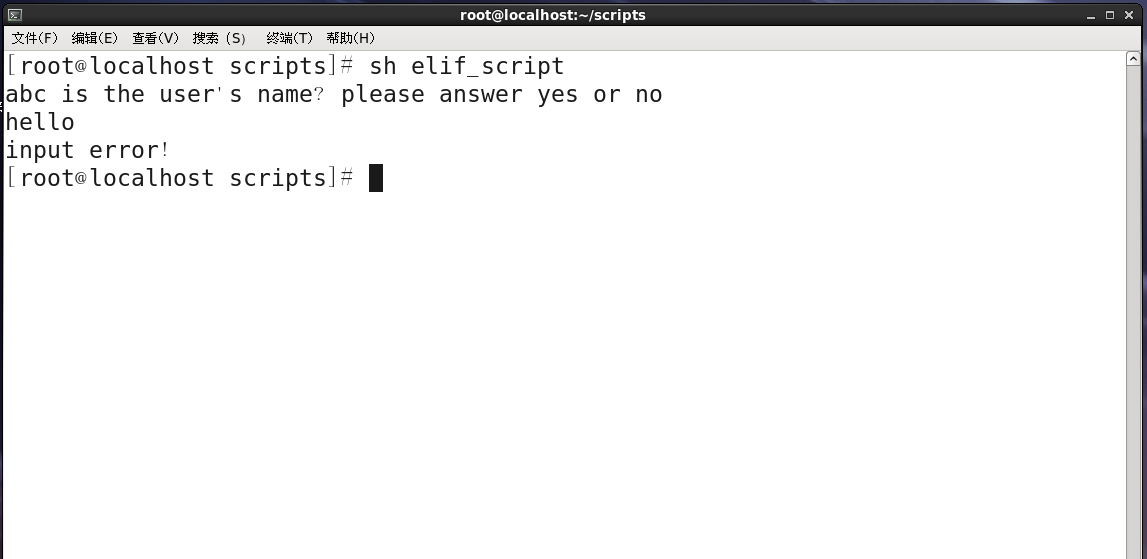 root@localhost:~/scripts
文件(F) 编辑(E) 查看(V) 搜索 (S) 终端(T) 帮助(H)
[root@localhost scripts]# sh elif_script
abc is the user's name? please answer yes or no
hello
input error!
[root@localhost scripts]#